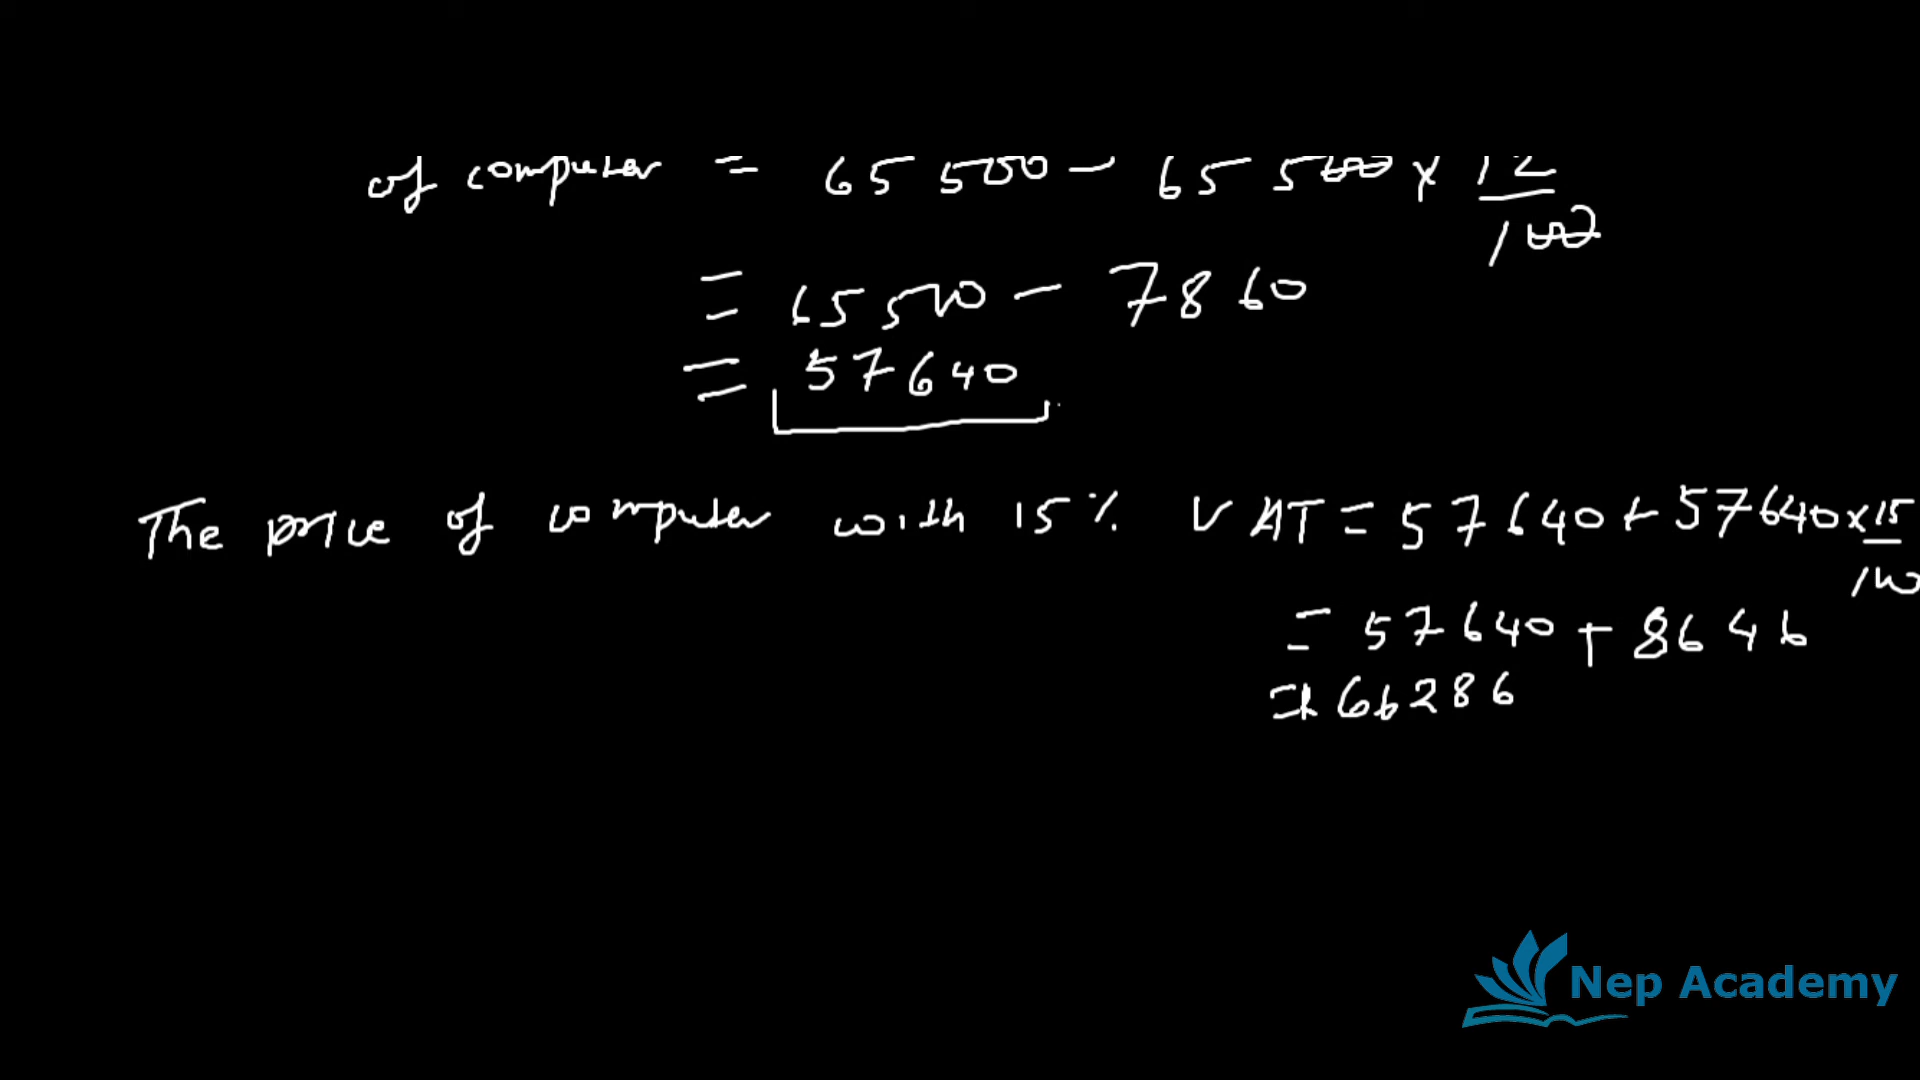 of computer = 65500 - 65500 × 12/100
= 65500 - 7860
= 57640
The price of computer with 15% VAT = 57640 + 57640 × 15/100
= 57640 + 8646
= 66286
Nep Academy